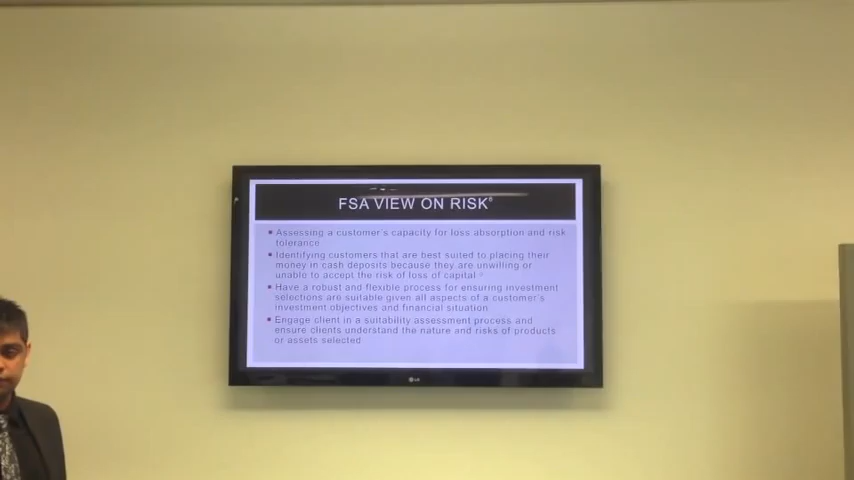 FSA VIEW ON RISK⁶
▪ Assessing a customer's capacity for loss absorption and risk
tolerance
▪ Identifying customers that are best suited to placing their
money in cash deposits because they are unwilling or
unable to accept the risk of loss of capital
▪ Have a robust and flexible process for ensuring investment
selections are suitable given all aspects of a customer's
investment objectives and financial situation
▪ Engage client in a suitability assessment process and
ensure clients understand the nature and risks of products
or assets selected
LG